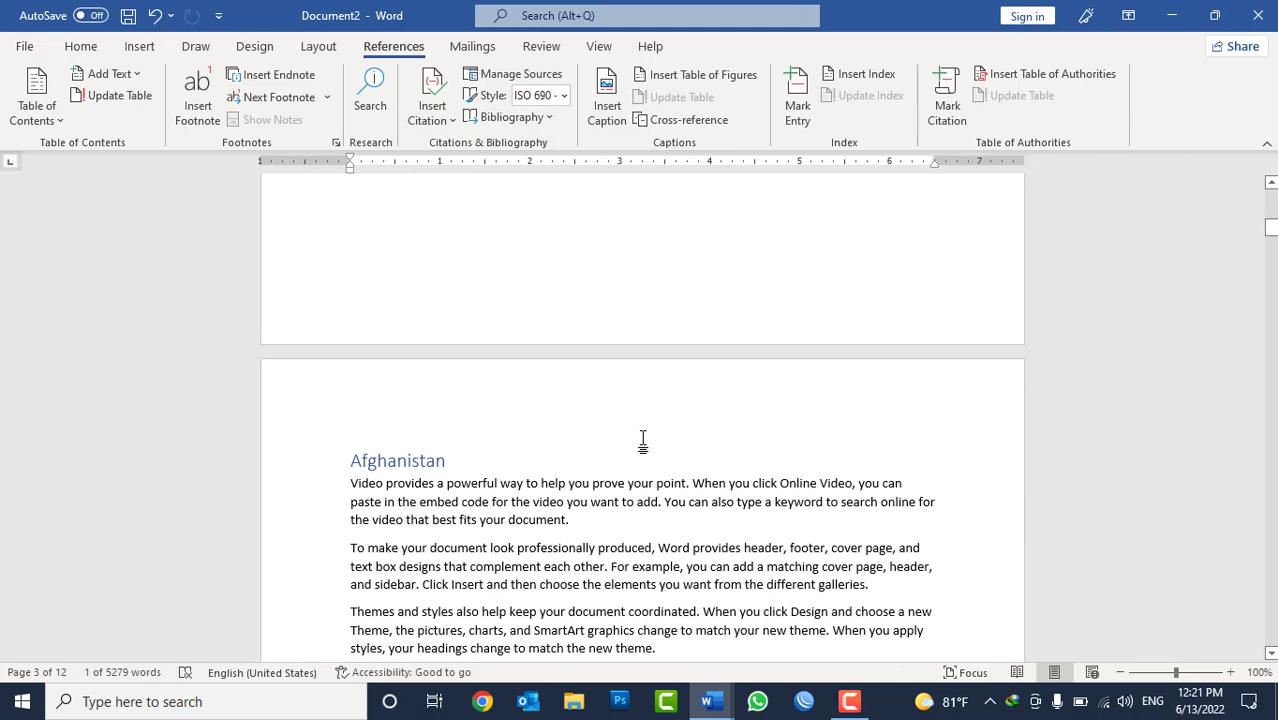 AutoSave Off Document2 - Word Search (Alt+Q) Sign in
File Home Insert Draw Design Layout References Mailings Review View Help Share
Table of Contents
Add Text
Update Table
Table of Contents
ab1
Insert Footnote
Insert Endnote
Next Footnote
Show Notes
Footnotes
Search
Research
Insert Citation
Manage Sources
Style: ISO 690 -
Bibliography
Citations & Bibliography
Insert Caption
Insert Table of Figures
Update Table
Cross-reference
Captions
Mark Entry
Insert Index
Update Index
Index
Mark Citation
Insert Table of Authorities
Update Table
Table of Authorities
1 1 2 3 4 5 6 7
Afghanistan
Video provides a powerful way to help you prove your point. When you click Online Video, you can
paste in the embed code for the video you want to add. You can also type a keyword to search online for
the video that best fits your document.
To make your document look professionally produced, Word provides header, footer, cover page, and
text box designs that complement each other. For example, you can add a matching cover page, header,
and sidebar. Click Insert and then choose the elements you want from the different galleries.
Themes and styles also help keep your document coordinated. When you click Design and choose a new
Theme, the pictures, charts, and SmartArt graphics change to match your new theme. When you apply
styles, your headings change to match the new theme.
Page 3 of 12 1 of 5279 words English (United States) Accessibility: Good to go Focus 100%
Type here to search Ps 81°F ENG 12:21 PM
6/13/2022